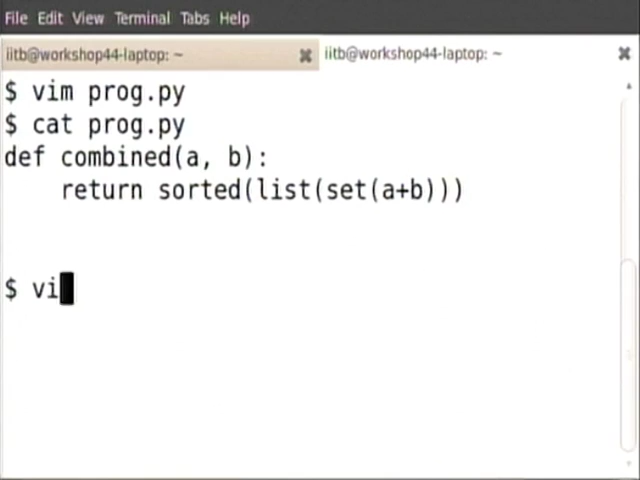 File Edit View Terminal Tabs Help
iitb@workshop44-laptop: ~ iitb@workshop44-laptop: ~
$ vim prog.py
$ cat prog.py
def combined(a, b):
    return sorted(list(set(a+b)))
$ vi